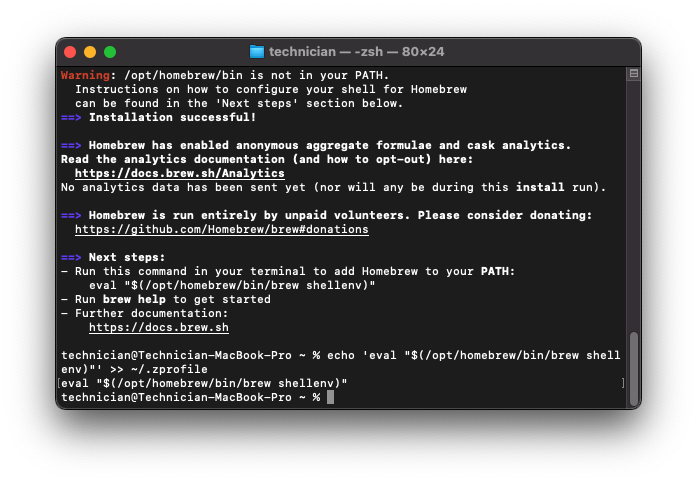 technician — -zsh — 80×24
Warning: /opt/homebrew/bin is not in your PATH.
Instructions on how to configure your shell for Homebrew
can be found in the 'Next steps' section below.
==> Installation successful!
==> Homebrew has enabled anonymous aggregate formulae and cask analytics.
Read the analytics documentation (and how to opt-out) here:
https://docs.brew.sh/Analytics
No analytics data has been sent yet (nor will any be during this install run).
==> Homebrew is run entirely by unpaid volunteers. Please consider donating:
https://github.com/Homebrew/brew#donations
==> Next steps:
- Run this command in your terminal to add Homebrew to your PATH:
eval "$(/opt/homebrew/bin/brew shellenv)"
- Run brew help to get started
- Further documentation:
https://docs.brew.sh
technician@Technician-MacBook-Pro ~ % echo 'eval "$(/opt/homebrew/bin/brew shell
env)"' >> ~/.zprofile
[eval "$(/opt/homebrew/bin/brew shellenv)" ]
technician@Technician-MacBook-Pro ~ %